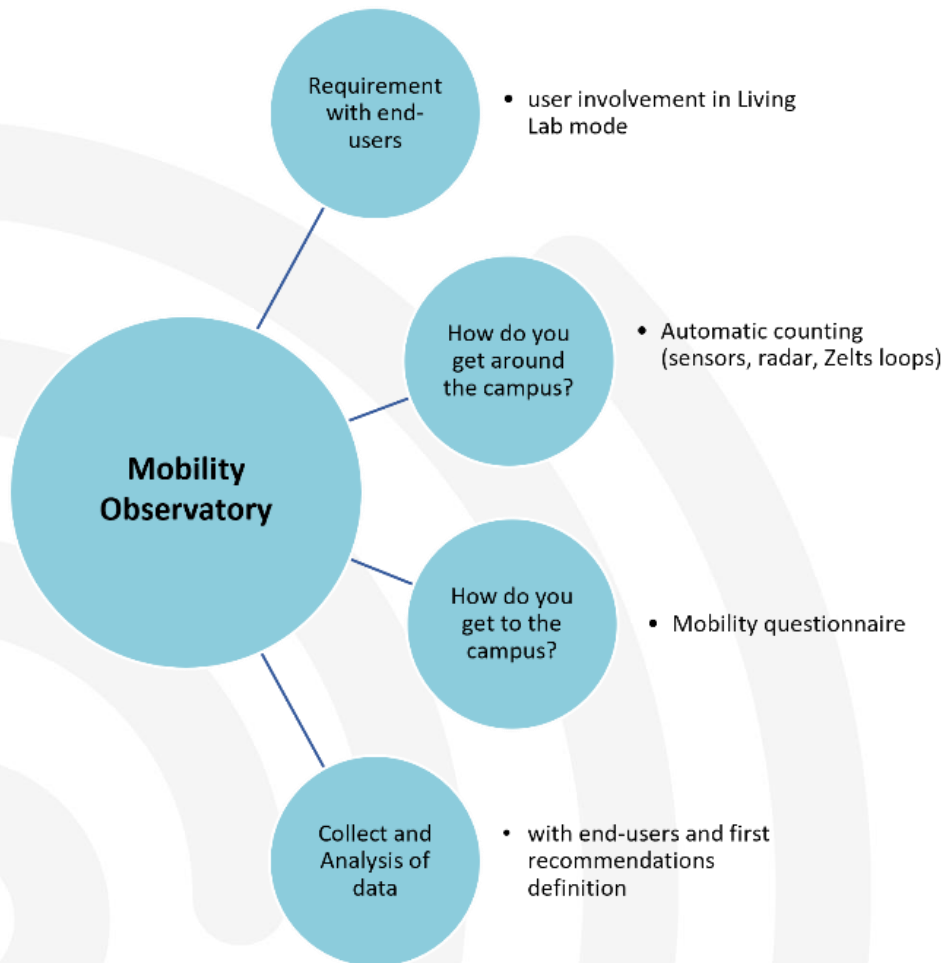 Requirement
with end-
users
• user involvement in Living
Lab mode
How do you
get around
the campus?
• Automatic counting
(sensors, radar, Zelts loops)
Mobility
Observatory
How do you
get to the
campus?
• Mobility questionnaire
Collect and
Analysis of
data
• with end-users and first
recommendations
definition